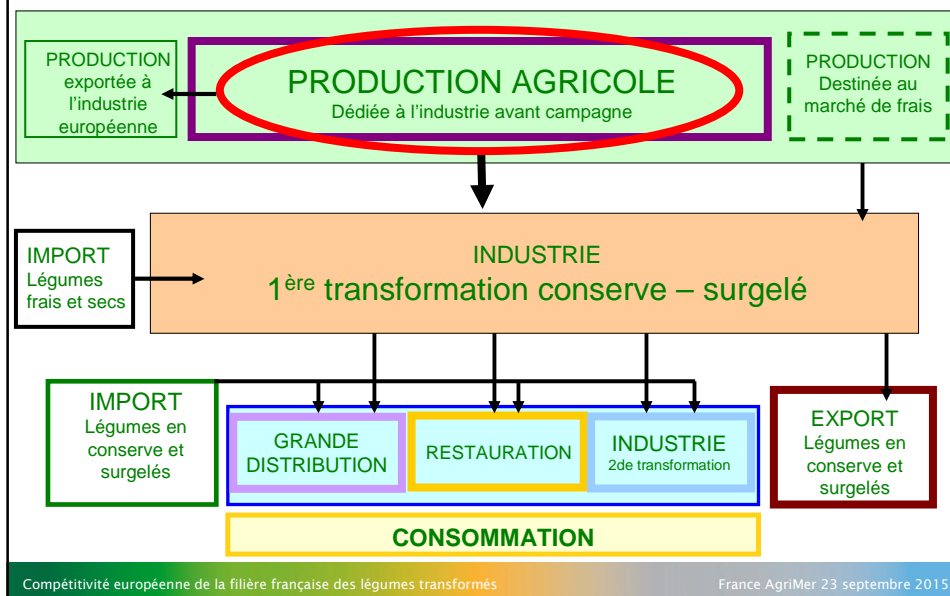 PRODUCTION
exportée à
l'industrie
européenne
PRODUCTION AGRICOLE
Dédiée à l'industrie avant campagne
PRODUCTION
Destinée au
marché de frais
IMPORT
Légumes
frais et secs
INDUSTRIE
1ère transformation conserve – surgelé
IMPORT
Légumes en
conserve et
surgelés
GRANDE
DISTRIBUTION
RESTAURATION
INDUSTRIE
2de transformation
EXPORT
Légumes en
conserve et
surgelés
CONSOMMATION
Compétitivité européenne de la filière française des légumes transformés
France AgriMer 23 septembre 2015